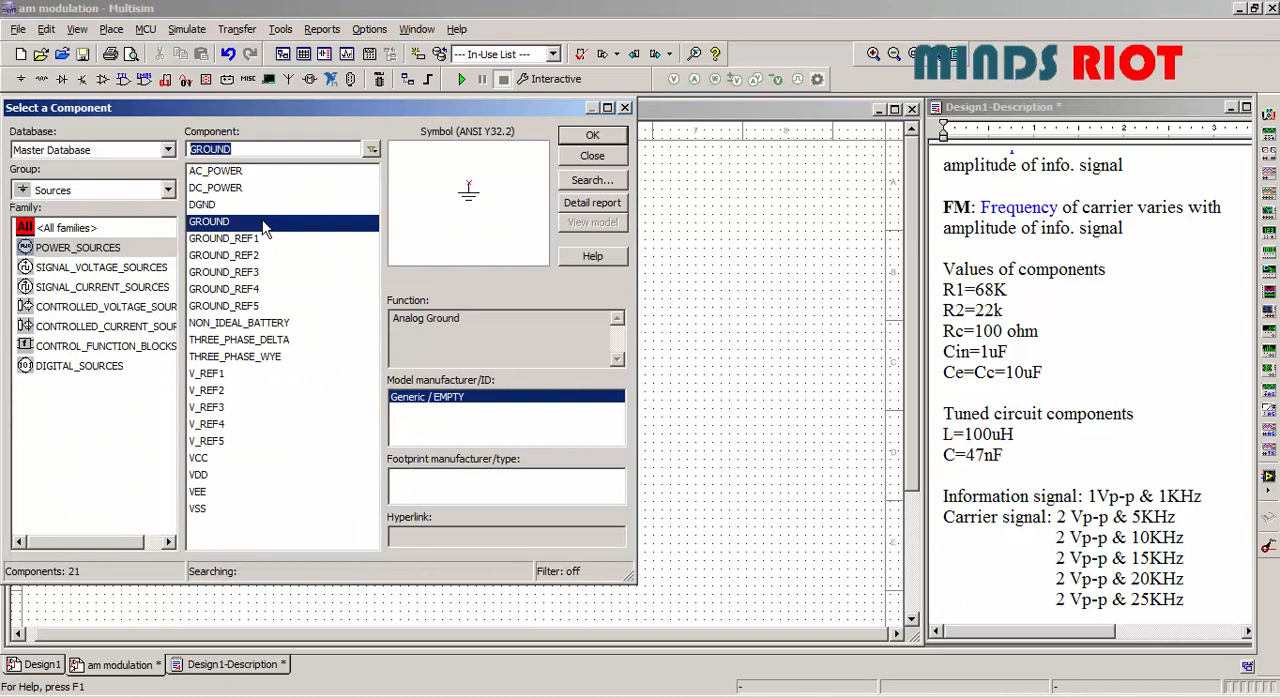 am modulation - Multisim
File Edit View Place MCU Simulate Transfer Tools Reports Options Window Help
--- In-Use List ---
MISC
Interactive
MINDS RIOT
Select a Component
Database:
Master Database
Group:
Sources
Family:
All <All families>
POWER_SOURCES
SIGNAL_VOLTAGE_SOURCES
SIGNAL_CURRENT_SOURCES
CONTROLLED_VOLTAGE_SOUR
CONTROLLED_CURRENT_SOUR
CONTROL_FUNCTION_BLOCKS
DIGITAL_SOURCES
Component:
GROUND
AC_POWER
DC_POWER
DGND
GROUND
GROUND_REF1
GROUND_REF2
GROUND_REF3
GROUND_REF4
GROUND_REF5
NON_IDEAL_BATTERY
THREE_PHASE_DELTA
THREE_PHASE_WYE
V_REF1
V_REF2
V_REF3
V_REF4
V_REF5
VCC
VDD
VEE
VSS
Symbol (ANSI Y32.2)
Function:
Analog Ground
Model manufacturer/ID:
Generic / EMPTY
Footprint manufacturer/type:
Hyperlink:
OK
Close
Search...
Detail report
View model
Help
Components: 21
Searching:
Filter: off
Design1-Description *
1 2 3
amplitude of info. signal
FM: Frequency of carrier varies with
amplitude of info. signal
Values of components
R1=68K
R2=22k
Rc=100 ohm
Cin=1uF
Ce=Cc=10uF
Tuned circuit components
L=100uH
C=47nF
Information signal: 1Vp-p & 1KHz
Carrier signal: 2 Vp-p & 5KHz
2 Vp-p & 10KHz
2 Vp-p & 15KHz
2 Vp-p & 20KHz
2 Vp-p & 25KHz
Design1 am modulation * Design1-Description *
For Help, press F1